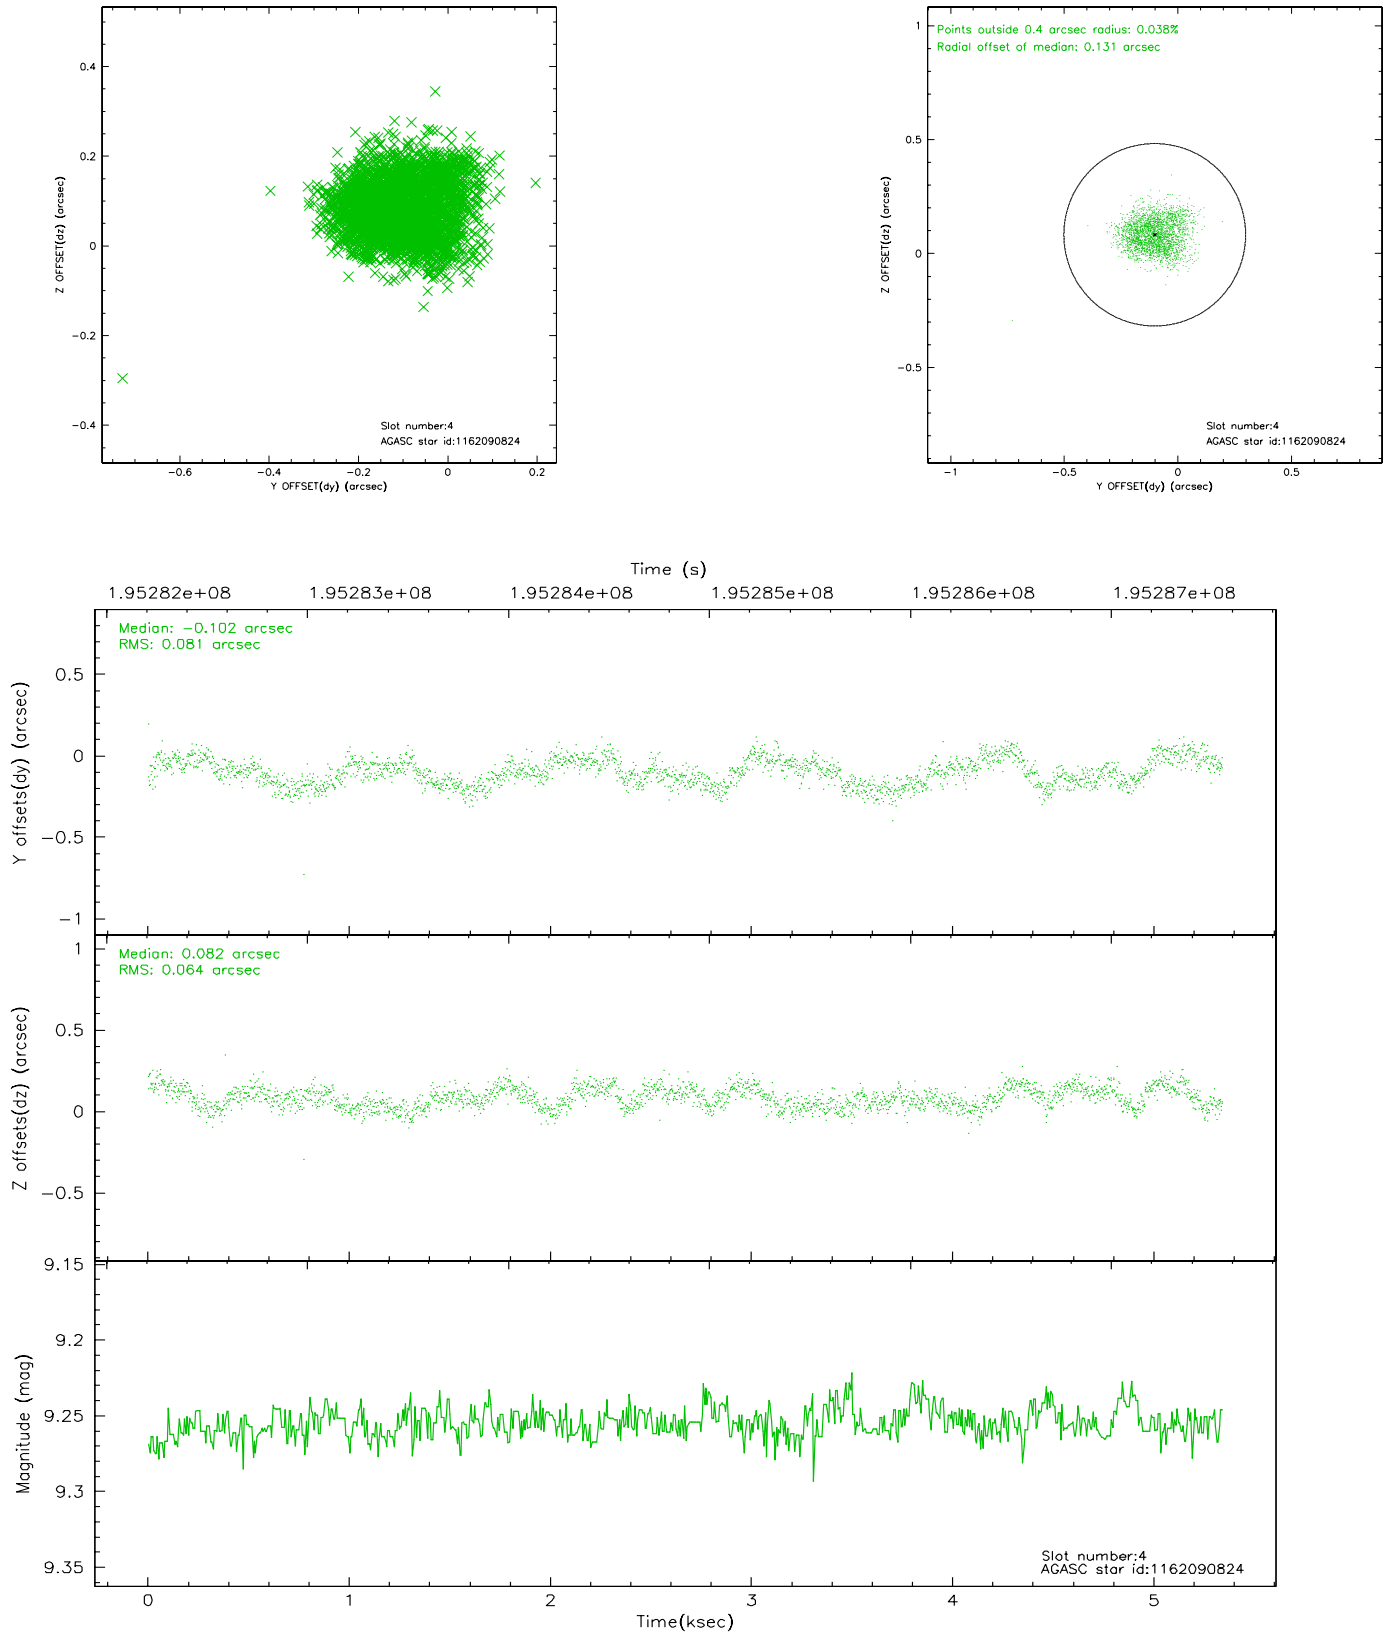 0.4
0.2
0
−0.2
−0.4
Z OFFSET(dz) (arcsec)
Slot number:4
AGASC star id:1162090824
−0.6 −0.4 −0.2 0 0.2
Y OFFSET(dy) (arcsec)
Points outside 0.4 arcsec radius: 0.038%
Radial offset of median: 0.131 arcsec
1
0.5
0
−0.5
Z OFFSET(dz) (arcsec)
Slot number:4
AGASC star id:1162090824
−1 −0.5 0 0.5
Y OFFSET(dy) (arcsec)
Time (s)
1.95282e+08 1.95283e+08 1.95284e+08 1.95285e+08 1.95286e+08 1.95287e+08
Median: −0.102 arcsec
RMS: 0.081 arcsec
0.5
0
−0.5
−1
Y offsets(dy) (arcsec)
Median: 0.082 arcsec
RMS: 0.064 arcsec
1
0.5
0
−0.5
Z offsets(dz) (arcsec)
9.15
9.2
9.25
9.3
9.35
Magnitude (mag)
Slot number:4
AGASC star id:1162090824
0 1 2 3 4 5
Time(ksec)